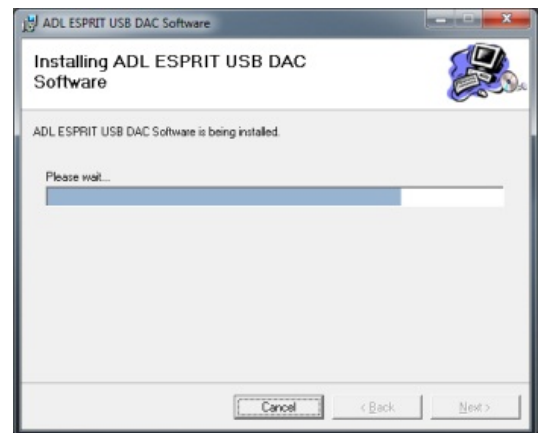 ADL ESPRIT USB DAC Software
Installing ADL ESPRIT USB DAC
Software
ADL ESPRIT USB DAC Software is being installed.
Please wait...
Cancel
< Back
Next >